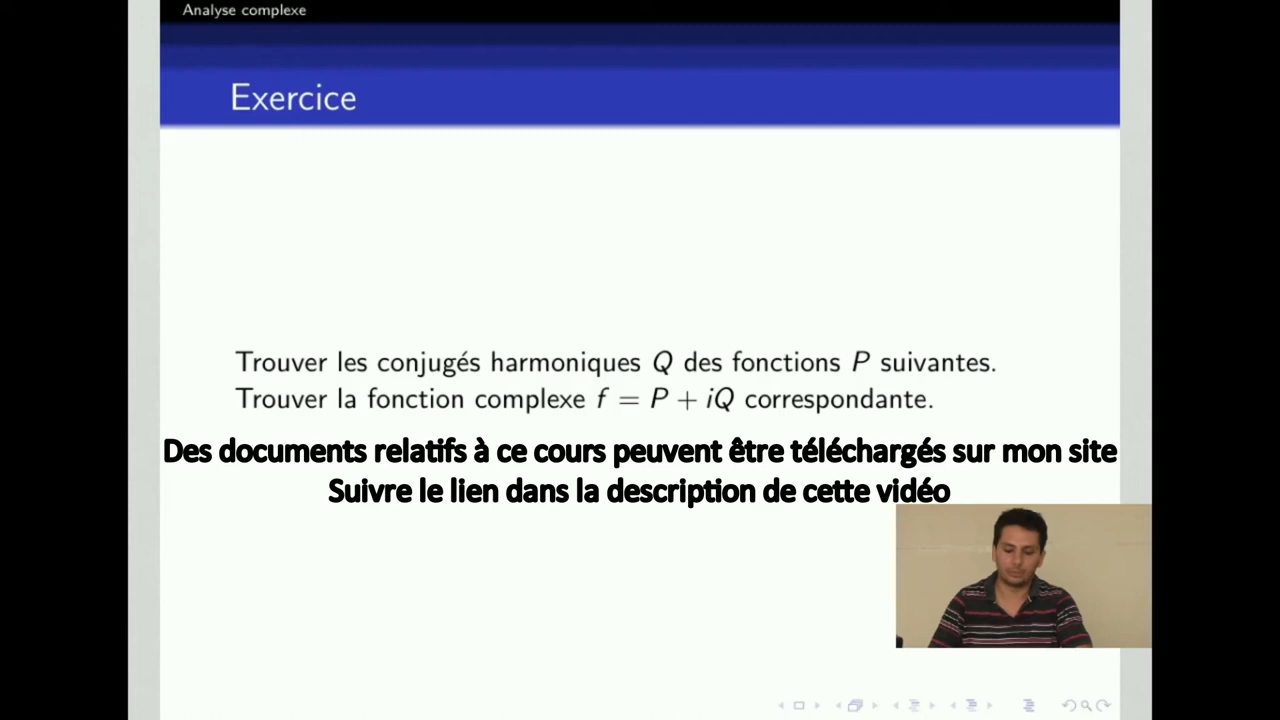 Analyse complexe
Exercice
Trouver les conjugés harmoniques Q des fonctions P suivantes.
Trouver la fonction complexe f = P + iQ correspondante.
Des documents relatifs à ce cours peuvent être téléchargés sur mon site
Suivre le lien dans la description de cette vidéo